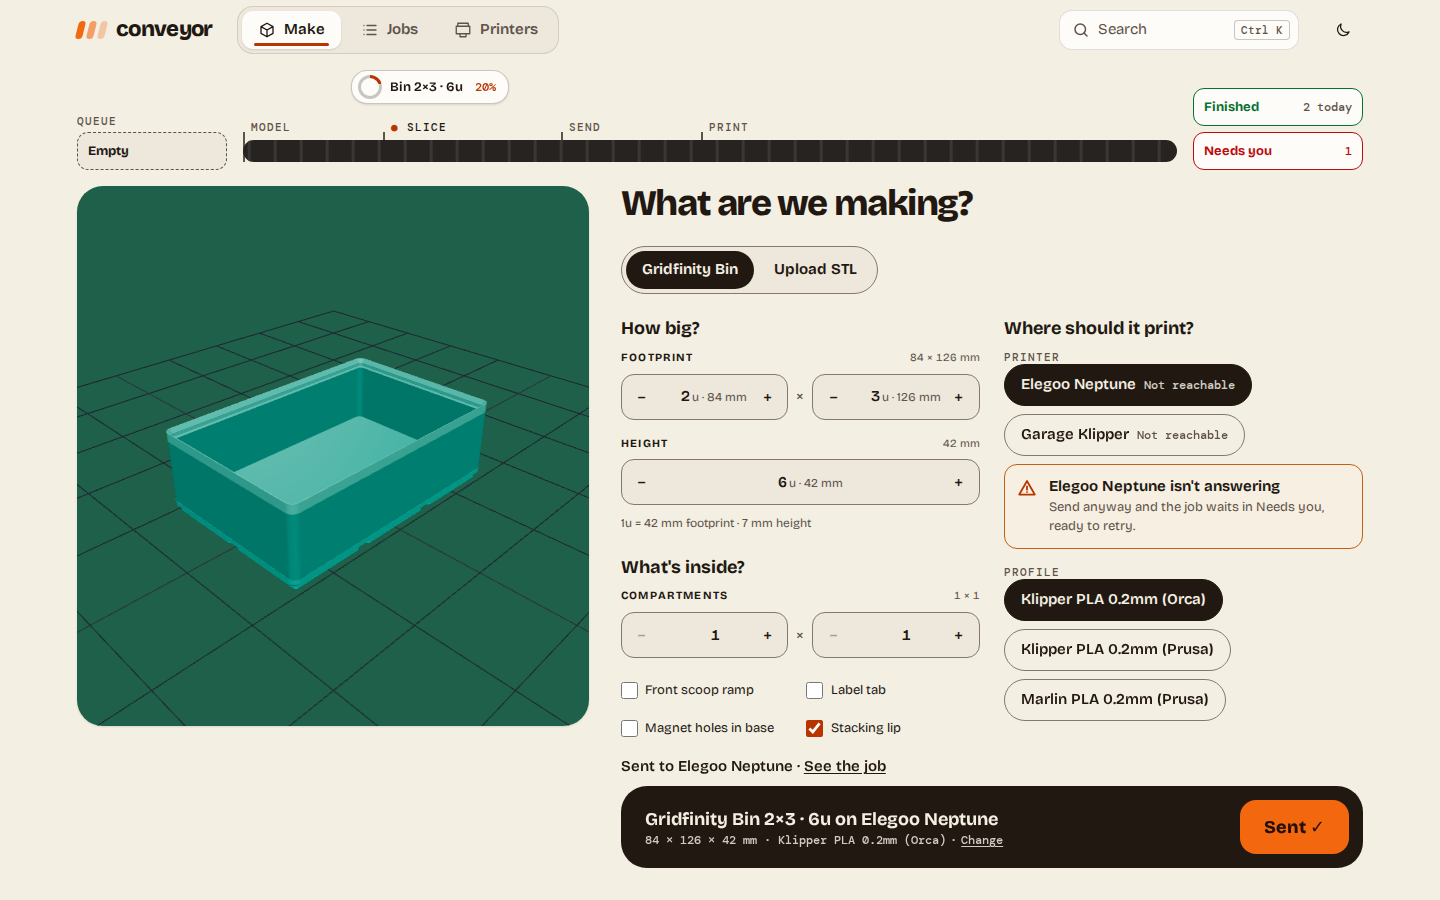 conveyor
Make
Jobs
Printers
Search
Ctrl K
Bin 2×3 · 6u 20%
QUEUE
Empty
MODEL
SLICE
SEND
PRINT
Finished 2 today
Needs you 1
What are we making?
Gridfinity Bin
Upload STL
How big?
FOOTPRINT 84 × 126 mm
− 2 u · 84 mm + × − 3 u · 126 mm +
HEIGHT 42 mm
− 6 u · 42 mm +
1u = 42 mm footprint · 7 mm height
What's inside?
COMPARTMENTS 1 × 1
− 1 + × − 1 +
Front scoop ramp
Label tab
Magnet holes in base
Stacking lip
Where should it print?
PRINTER
Elegoo Neptune Not reachable
Garage Klipper Not reachable
Elegoo Neptune isn't answering
Send anyway and the job waits in Needs you,
ready to retry.
PROFILE
Klipper PLA 0.2mm (Orca)
Klipper PLA 0.2mm (Prusa)
Marlin PLA 0.2mm (Prusa)
Sent to Elegoo Neptune · See the job
Gridfinity Bin 2×3 · 6u on Elegoo Neptune
84 × 126 × 42 mm · Klipper PLA 0.2mm (Orca) · Change
Sent ✓